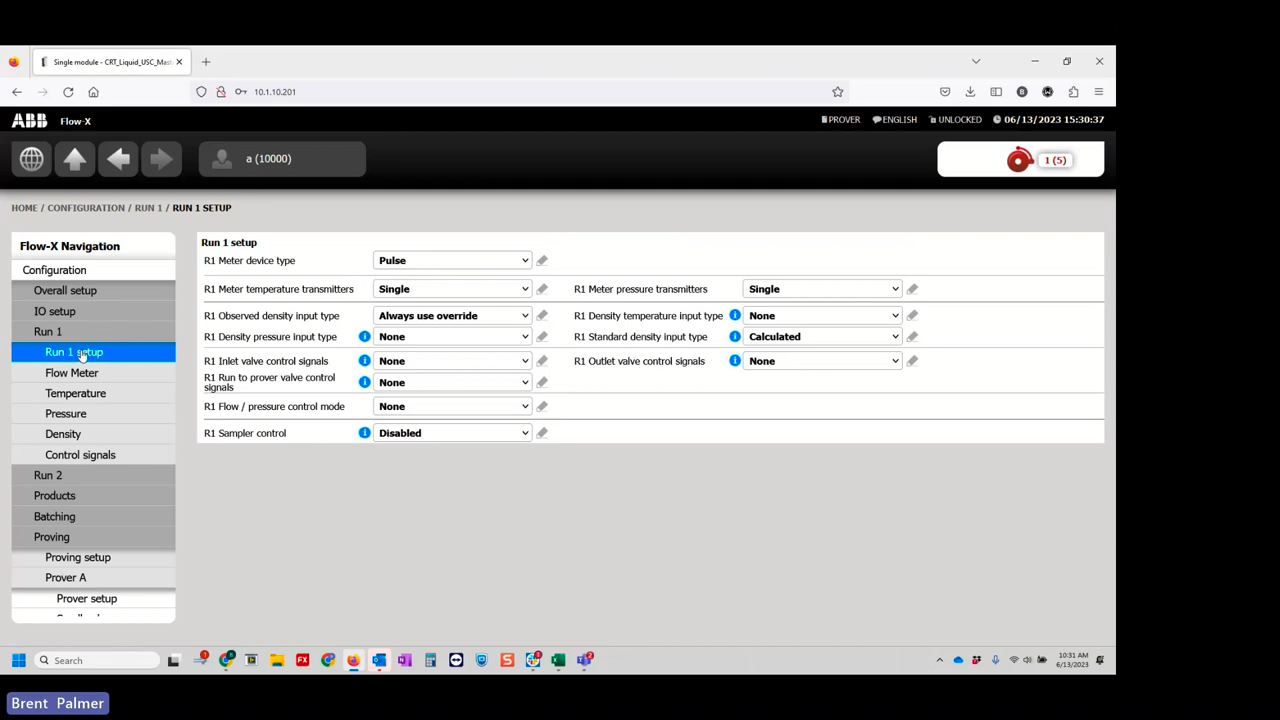 Single module - CRT_Liquid_USC_Mast
10.1.10.201
ABB Flow-X
PROVER ENGLISH UNLOCKED 06/13/2023 15:30:37
a (10000)
1 (5)
HOME / CONFIGURATION / RUN 1 / RUN 1 SETUP
Flow-X Navigation
Configuration
Overall setup
IO setup
Run 1
Run 1 setup
Flow Meter
Temperature
Pressure
Density
Control signals
Run 2
Products
Batching
Proving
Proving setup
Prover A
Prover setup
Run 1 setup
R1 Meter device type Pulse
R1 Meter temperature transmitters Single R1 Meter pressure transmitters Single
R1 Observed density input type Always use override R1 Density temperature input type None
R1 Density pressure input type None R1 Standard density input type Calculated
R1 Inlet valve control signals None R1 Outlet valve control signals None
R1 Run to prover valve control
signals None
R1 Flow / pressure control mode None
R1 Sampler control Disabled
Search
10:31 AM
6/13/2023
Brent Palmer